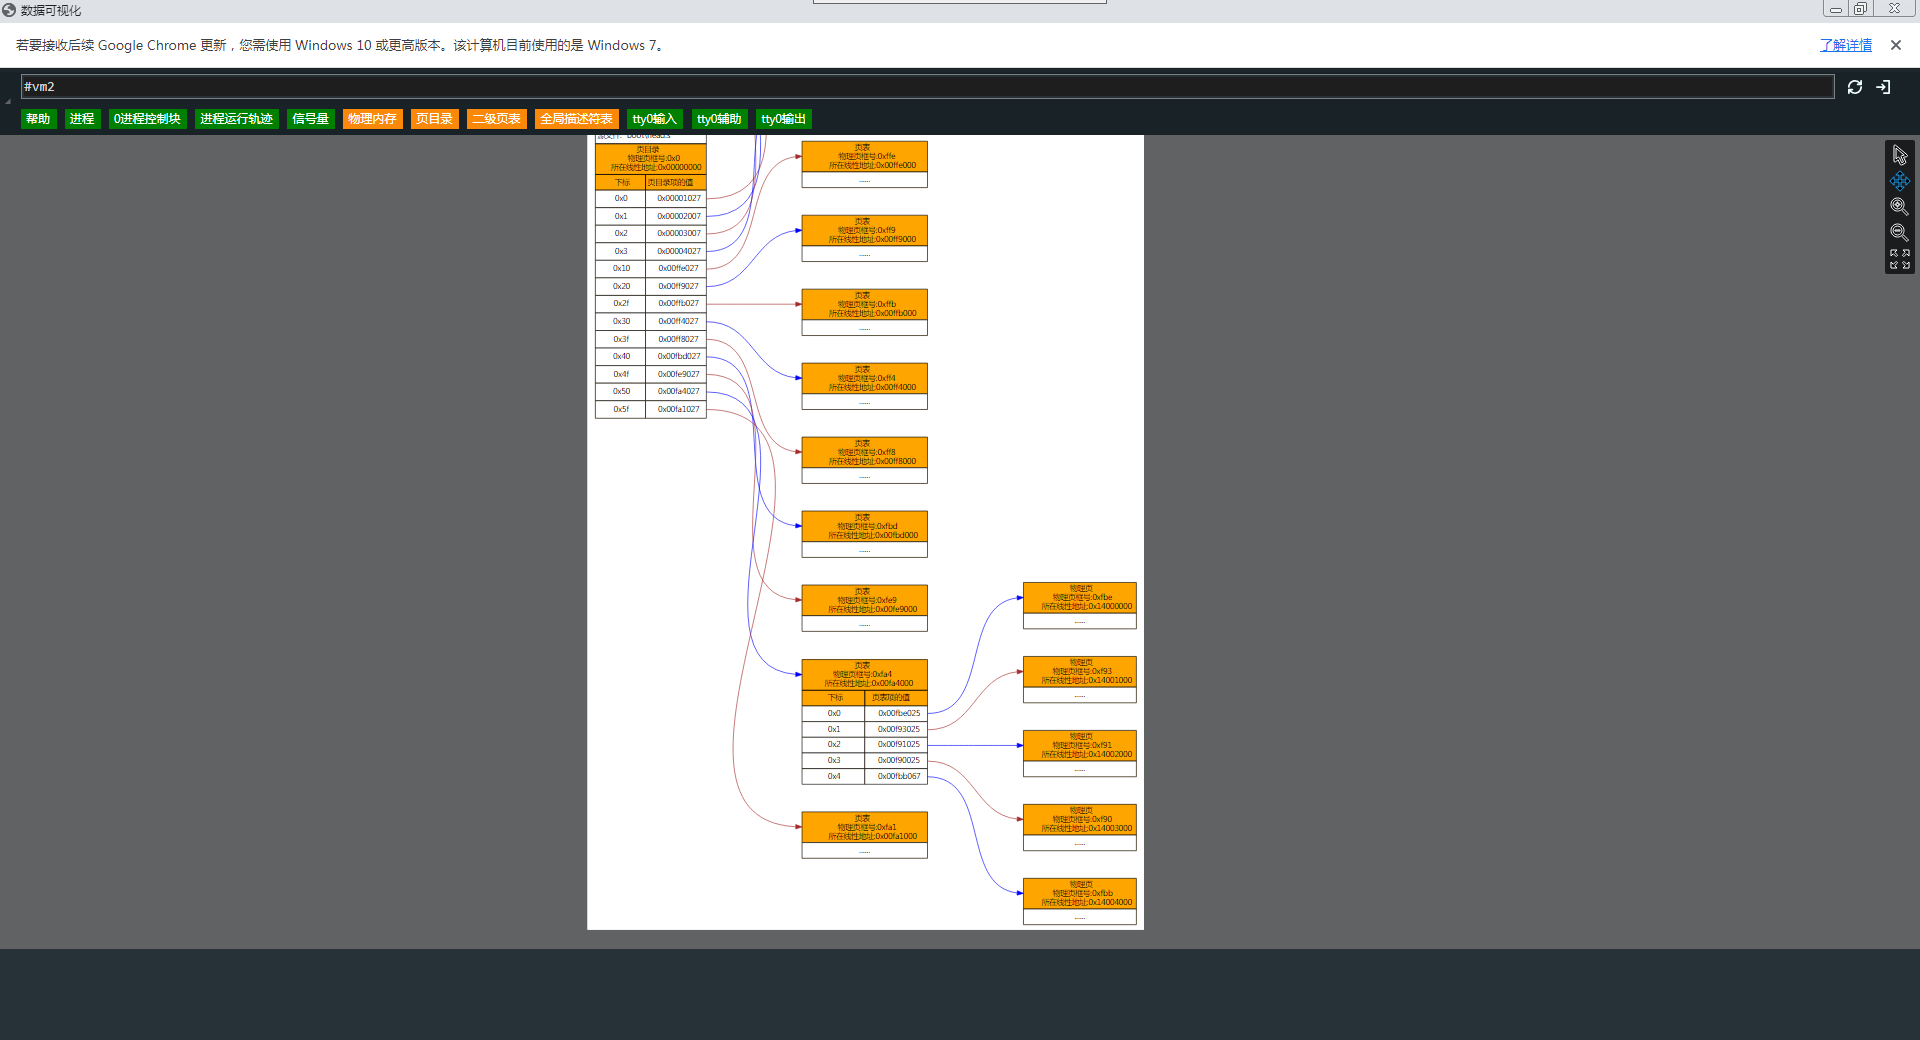 数据可视化
若要接收后续 Google Chrome 更新，您需使用 Windows 10 或更高版本。该计算机目前使用的是 Windows 7。
了解详情
#vm2
帮助 进程 0进程控制块 进程运行轨迹 信号量 物理内存 页目录 二级页表 全局描述符表 tty0输入 tty0辅助 tty0输出
页目录
物理页框号:0x0
所在线性地址:0x00000000
下标 页目录项的值
0x0 0x00001027
0x1 0x00002007
0x2 0x00003007
0x3 0x00004027
0x10 0x00ffe027
0x20 0x00ff9027
0x2f 0x00ffb027
0x30 0x00ff4027
0x3f 0x00ff8027
0x40 0x00fbd027
0x4f 0x00fe9027
0x50 0x00fa4027
0x5f 0x00fa1027
页表
物理页框号:0xffe
所在线性地址:0x00ffe000
......
页表
物理页框号:0xff9
所在线性地址:0x00ff9000
......
页表
物理页框号:0xffb
所在线性地址:0x00ffb000
......
页表
物理页框号:0xff4
所在线性地址:0x00ff4000
......
页表
物理页框号:0xff8
所在线性地址:0x00ff8000
......
页表
物理页框号:0xfbd
所在线性地址:0x00fbd000
......
页表
物理页框号:0xfe9
所在线性地址:0x00fe9000
......
页表
物理页框号:0xfa4
所在线性地址:0x00fa4000
下标 页表项的值
0x0 0x00fbe025
0x1 0x00f93025
0x2 0x00f91025
0x3 0x00f90025
0x4 0x00fbb067
页表
物理页框号:0xfa1
所在线性地址:0x00fa1000
......
物理页
物理页框号:0xfbe
所在线性地址:0x14000000
......
物理页
物理页框号:0xf93
所在线性地址:0x14001000
......
物理页
物理页框号:0xf91
所在线性地址:0x14002000
......
物理页
物理页框号:0xf90
所在线性地址:0x14003000
......
物理页
物理页框号:0xfbb
所在线性地址:0x14004000
......